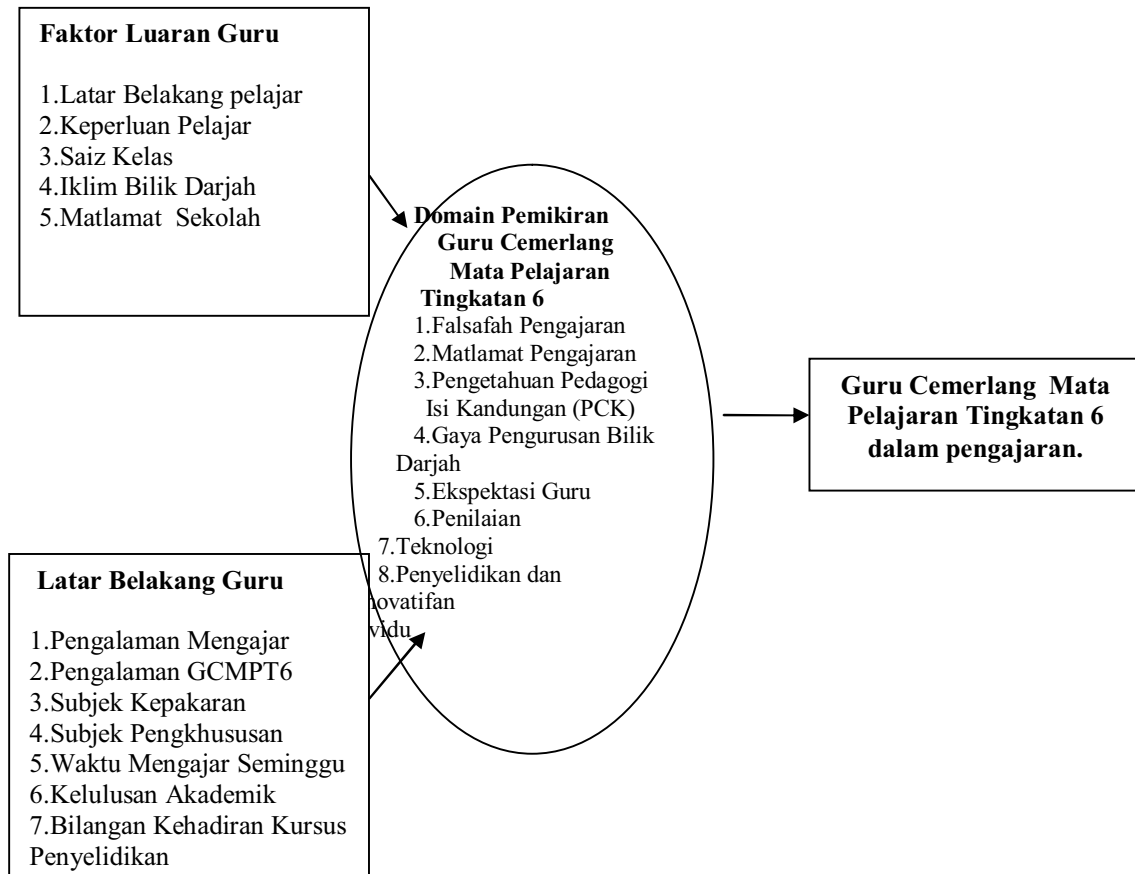 Faktor Luaran Guru
1.Latar Belakang pelajar
2.Keperluan Pelajar
3.Saiz Kelas
4.Iklim Bilik Darjah
5.Matlamat Sekolah
Domain Pemikiran
Guru Cemerlang
Mata Pelajaran
Tingkatan 6
1.Falsafah Pengajaran
2.Matlamat Pengajaran
3.Pengetahuan Pedagogi
Isi Kandungan (PCK)
4.Gaya Pengurusan Bilik
Darjah
5.Ekspektasi Guru
6.Penilaian
7.Teknologi
8.Penyelidikan dan
Guru Cemerlang Mata
Pelajaran Tingkatan 6
dalam pengajaran.
Latar Belakang Guru
1.Pengalaman Mengajar
2.Pengalaman GCMPT6
3.Subjek Kepakaran
4.Subjek Pengkhususan
5.Waktu Mengajar Seminggu
6.Kelulusan Akademik
7.Bilangan Kehadiran Kursus
Penyelidikan